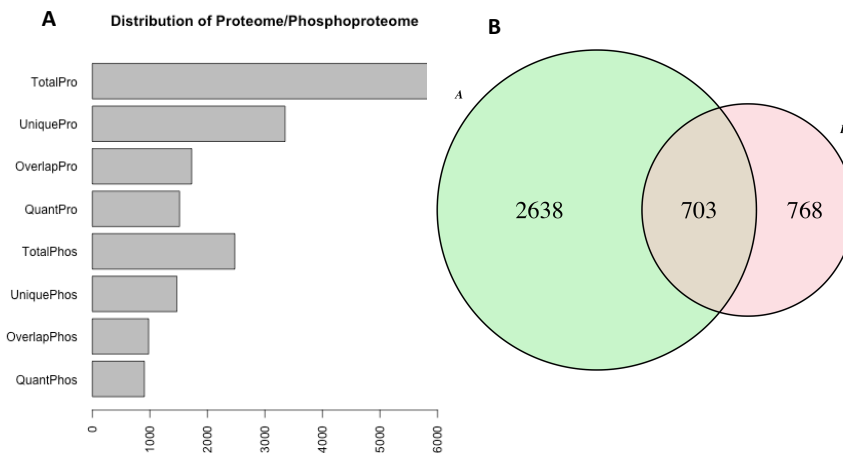 A
Distribution of Proteome/Phosphoproteome
TotalPro
UniquePro
OverlapPro
QuantPro
TotalPhos
UniquePhos
OverlapPhos
QuantPhos
0 1000 2000 3000 4000 5000 6000
B
A
2638 703 768